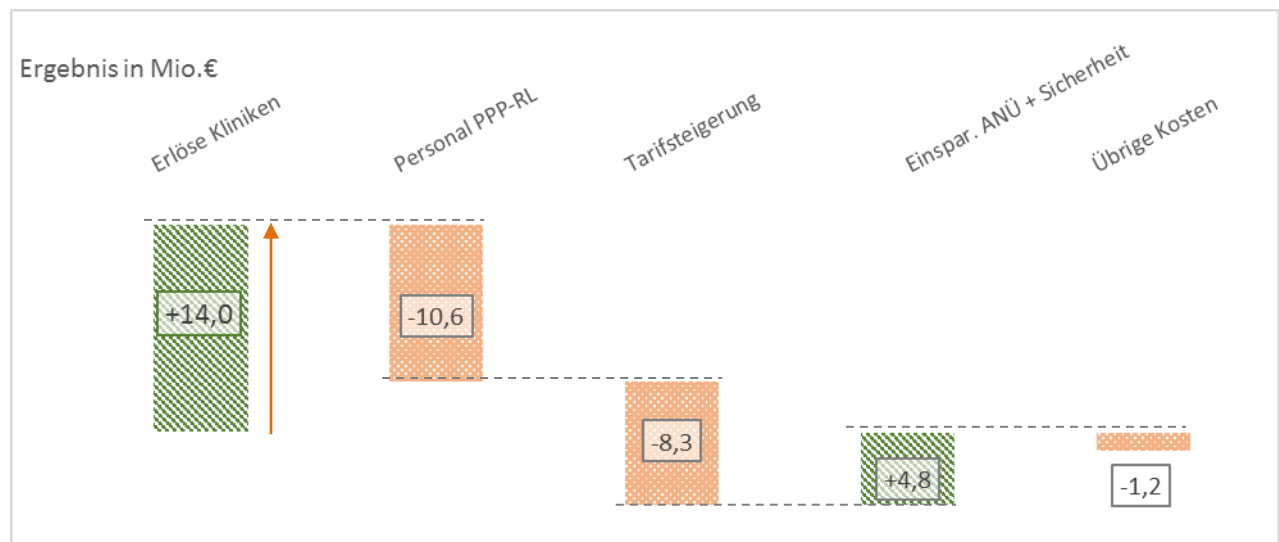 Ergebnis in Mio.€
Erlöse Kliniken
Personal PPP-RL
Tarifsteigerung
Einspar. ANÜ + Sicherheit
Übrige Kosten
+14,0
-10,6
-8,3
+4,8
-1,2